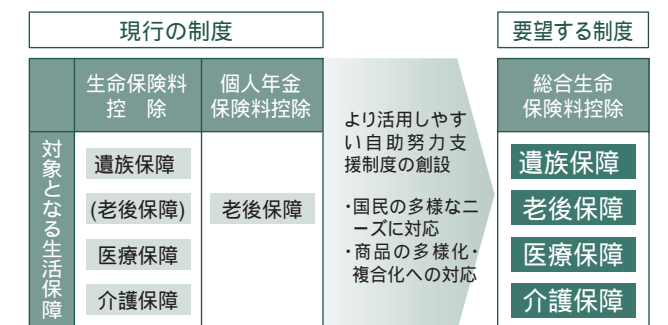 現行の制度
要望する制度
生命保険料
控　除
個人年金
保険料控除
対象となる生活保障
遺族保障
(老後保障)
医療保障
介護保障
老後保障
より活用しやす
い自助努力支
援制度の創設
・国民の多様なニ
ーズに対応
・商品の多様化・
複合化への対応
総合生命
保険料控除
遺族保障
老後保障
医療保障
介護保障